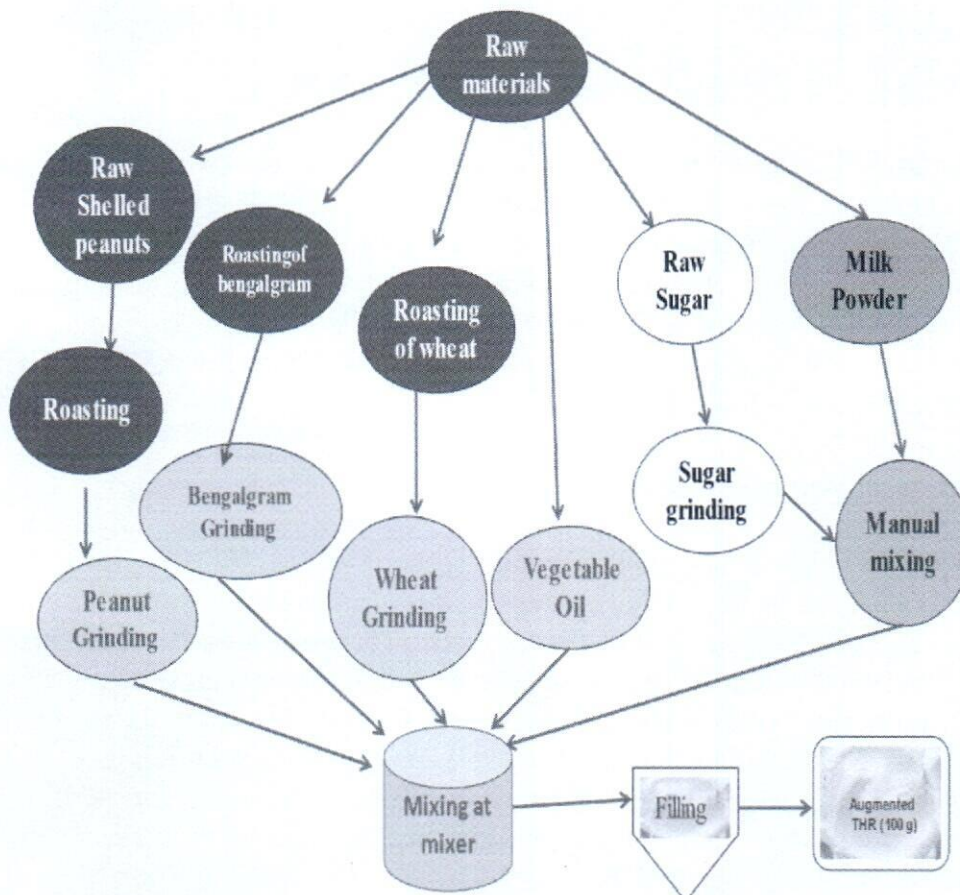 Raw
materials
Raw
Shelled
peanuts
Roastingof
bengalgram
Roasting
of wheat
Raw
Sugar
Milk
Powder
Roasting
Bengalgram
Grinding
Sugar
grinding
Manual
mixing
Peanut
Grinding
Wheat
Grinding
Vegetable
Oil
Mixing at
mixer
Filling
Augmented
THR (100 g)